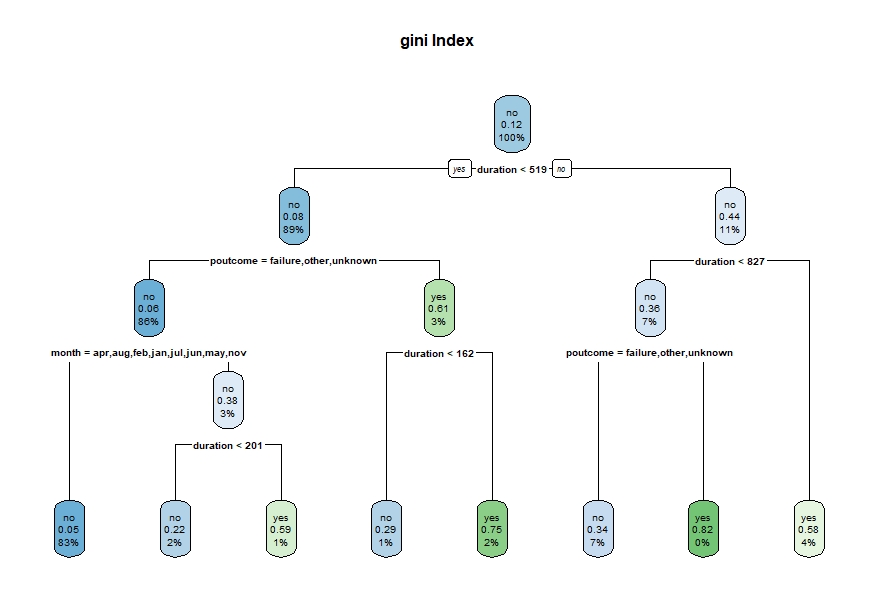 gini Index
no
0.12
100%
yes duration < 519 no
no
0.08
89%
no
0.44
11%
poutcome = failure,other,unknown
duration < 827
no
0.06
86%
yes
0.61
3%
no
0.36
7%
month = apr,aug,feb,jan,jul,jun,may,nov
duration < 162
poutcome = failure,other,unknown
no
0.38
3%
duration < 201
no
0.05
83%
no
0.22
2%
yes
0.59
1%
no
0.29
1%
yes
0.75
2%
no
0.34
7%
yes
0.82
0%
yes
0.58
4%